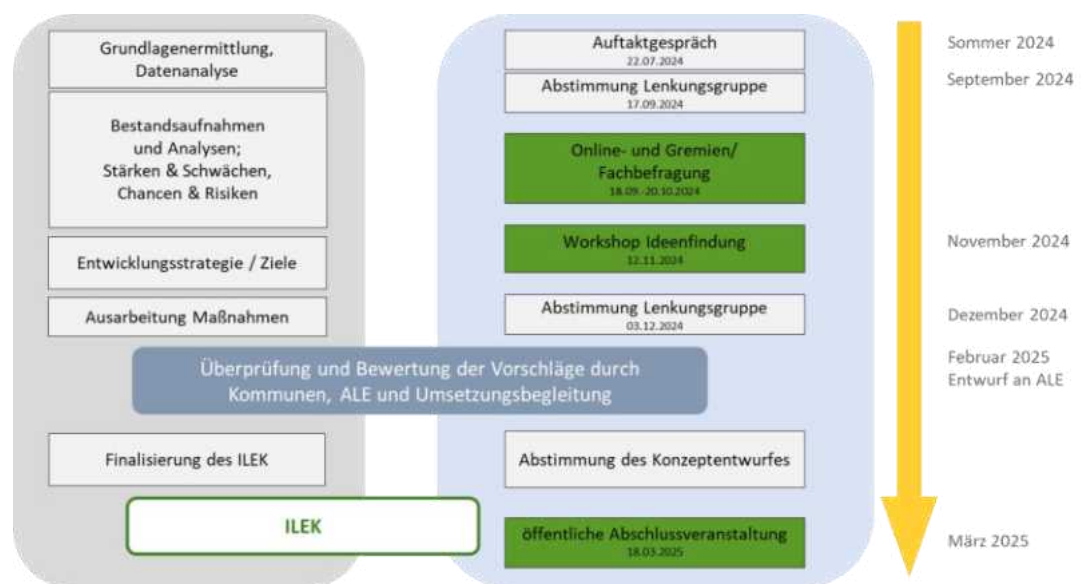 Grundlagenermittlung,
Datenanalyse
Bestandsaufnahmen
und Analysen;
Stärken & Schwächen,
Chancen & Risiken
Entwicklungsstrategie / Ziele
Ausarbeitung Maßnahmen
Auftaktgespräch
22.07.2024
Abstimmung Lenkungsgruppe
17.09.2024
Online- und Gremien/
Fachbefragung
18.09.-20.10.2024
Workshop Ideenfindung
12.11.2024
Abstimmung Lenkungsgruppe
03.12.2024
Überprüfung und Bewertung der Vorschläge durch
Kommunen, ALE und Umsetzungsbegleitung
Finalisierung des ILEK
Abstimmung des Konzeptentwurfes
ILEK
öffentliche Abschlussveranstaltung
18.03.2025
Sommer 2024
September 2024
November 2024
Dezember 2024
Februar 2025
Entwurf an ALE
März 2025